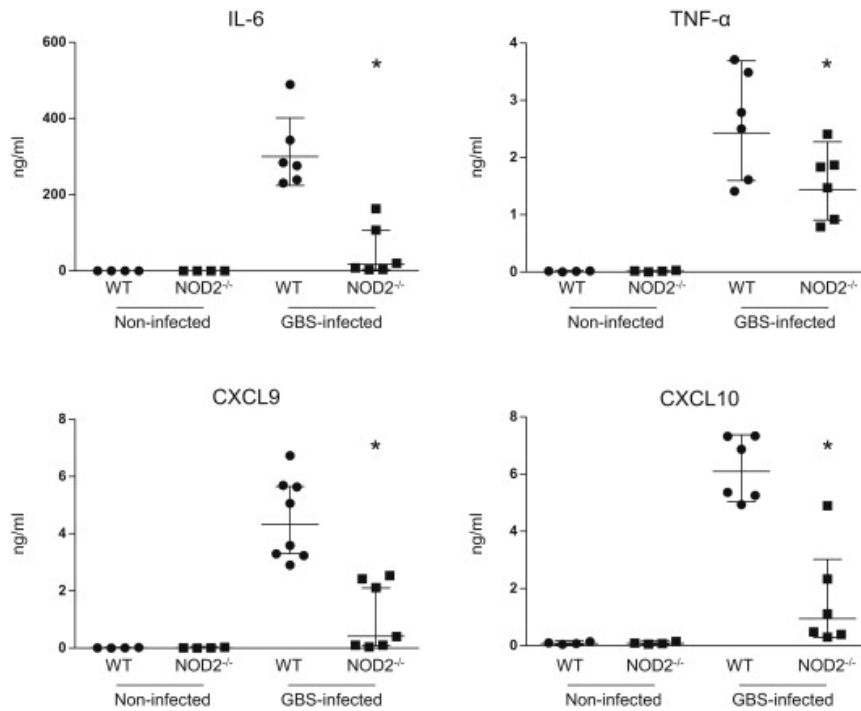 IL-6
600
400
200
0
ng/ml
*
WT NOD2-/- WT NOD2-/-
Non-infected GBS-infected
TNF-α
4
3
2
1
0
ng/ml
*
WT NOD2-/- WT NOD2-/-
Non-infected GBS-infected
CXCL9
8
6
4
2
0
ng/ml
*
WT NOD2-/- WT NOD2-/-
Non-infected GBS-infected
CXCL10
8
6
4
2
0
ng/ml
*
WT NOD2-/- WT NOD2-/-
Non-infected GBS-infected